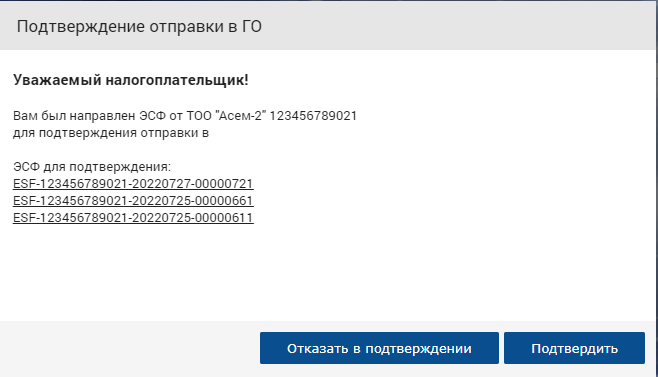 Подтверждение отправки в ГО
Уважаемый налогоплательщик!
Вам был направлен ЭСФ от ТОО "Асем-2" 123456789021
для подтверждения отправки в
ЭСФ для подтверждения:
ESF-123456789021-20220727-00000721
ESF-123456789021-20220725-00000661
ESF-123456789021-20220725-00000611
Отказать в подтверждении Подтвердить